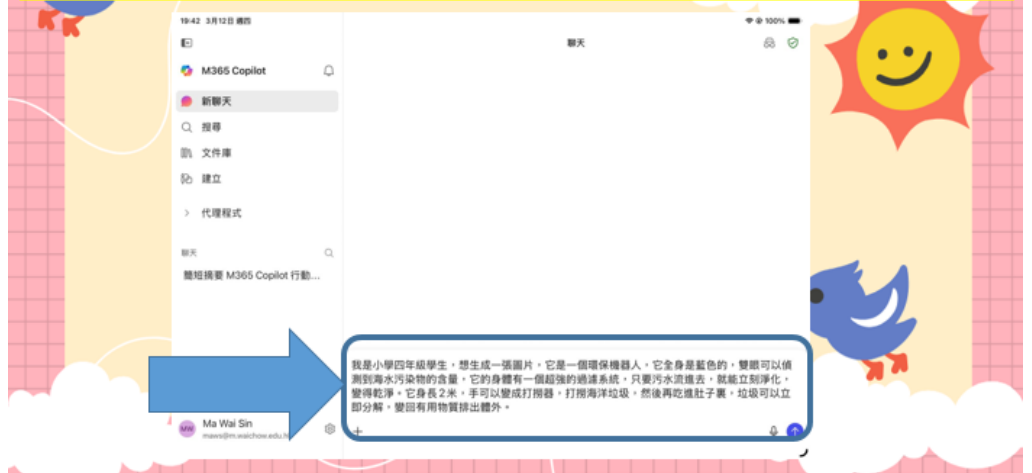 19:42 3月12日 週四
100%
聊天
M365 Copilot
新聊天
搜尋
文件庫
建立
代理程式
聊天
簡短摘要 M365 Copilot 行動...
我是小學四年級學生，想生成一張圖片，它是一個環保機器人，它全身是藍色的，雙眼可以偵
測到海水污染物的含量，它的身體有一個超強的過濾系統，只要污水流進去，就能立刻淨化，
變得乾淨。它身長2米，手可以變成打撈器，打撈海洋垃圾，然後再吃進肚子裏，垃圾可以立
即分解，變回有用物質排出體外。
MW
Ma Wai Sin
maws@m.waichow.edu.h